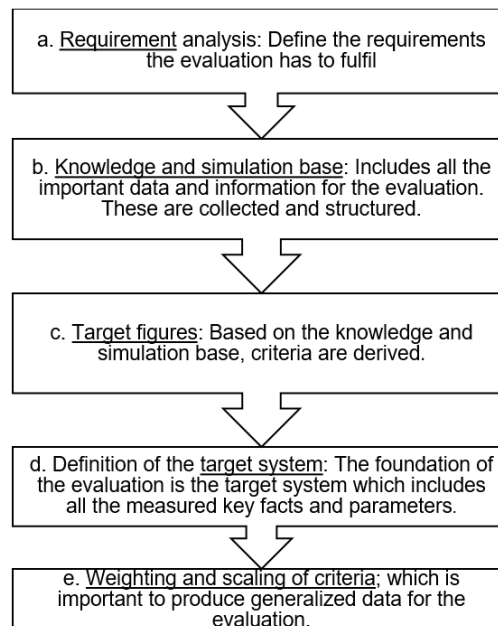 a. Requirement analysis: Define the requirements
the evaluation has to fulfil
b. Knowledge and simulation base: Includes all the
important data and information for the evaluation.
These are collected and structured.
c. Target figures: Based on the knowledge and
simulation base, criteria are derived.
d. Definition of the target system: The foundation of
the evaluation is the target system which includes
all the measured key facts and parameters.
e. Weighting and scaling of criteria; which is
important to produce generalized data for the
evaluation.